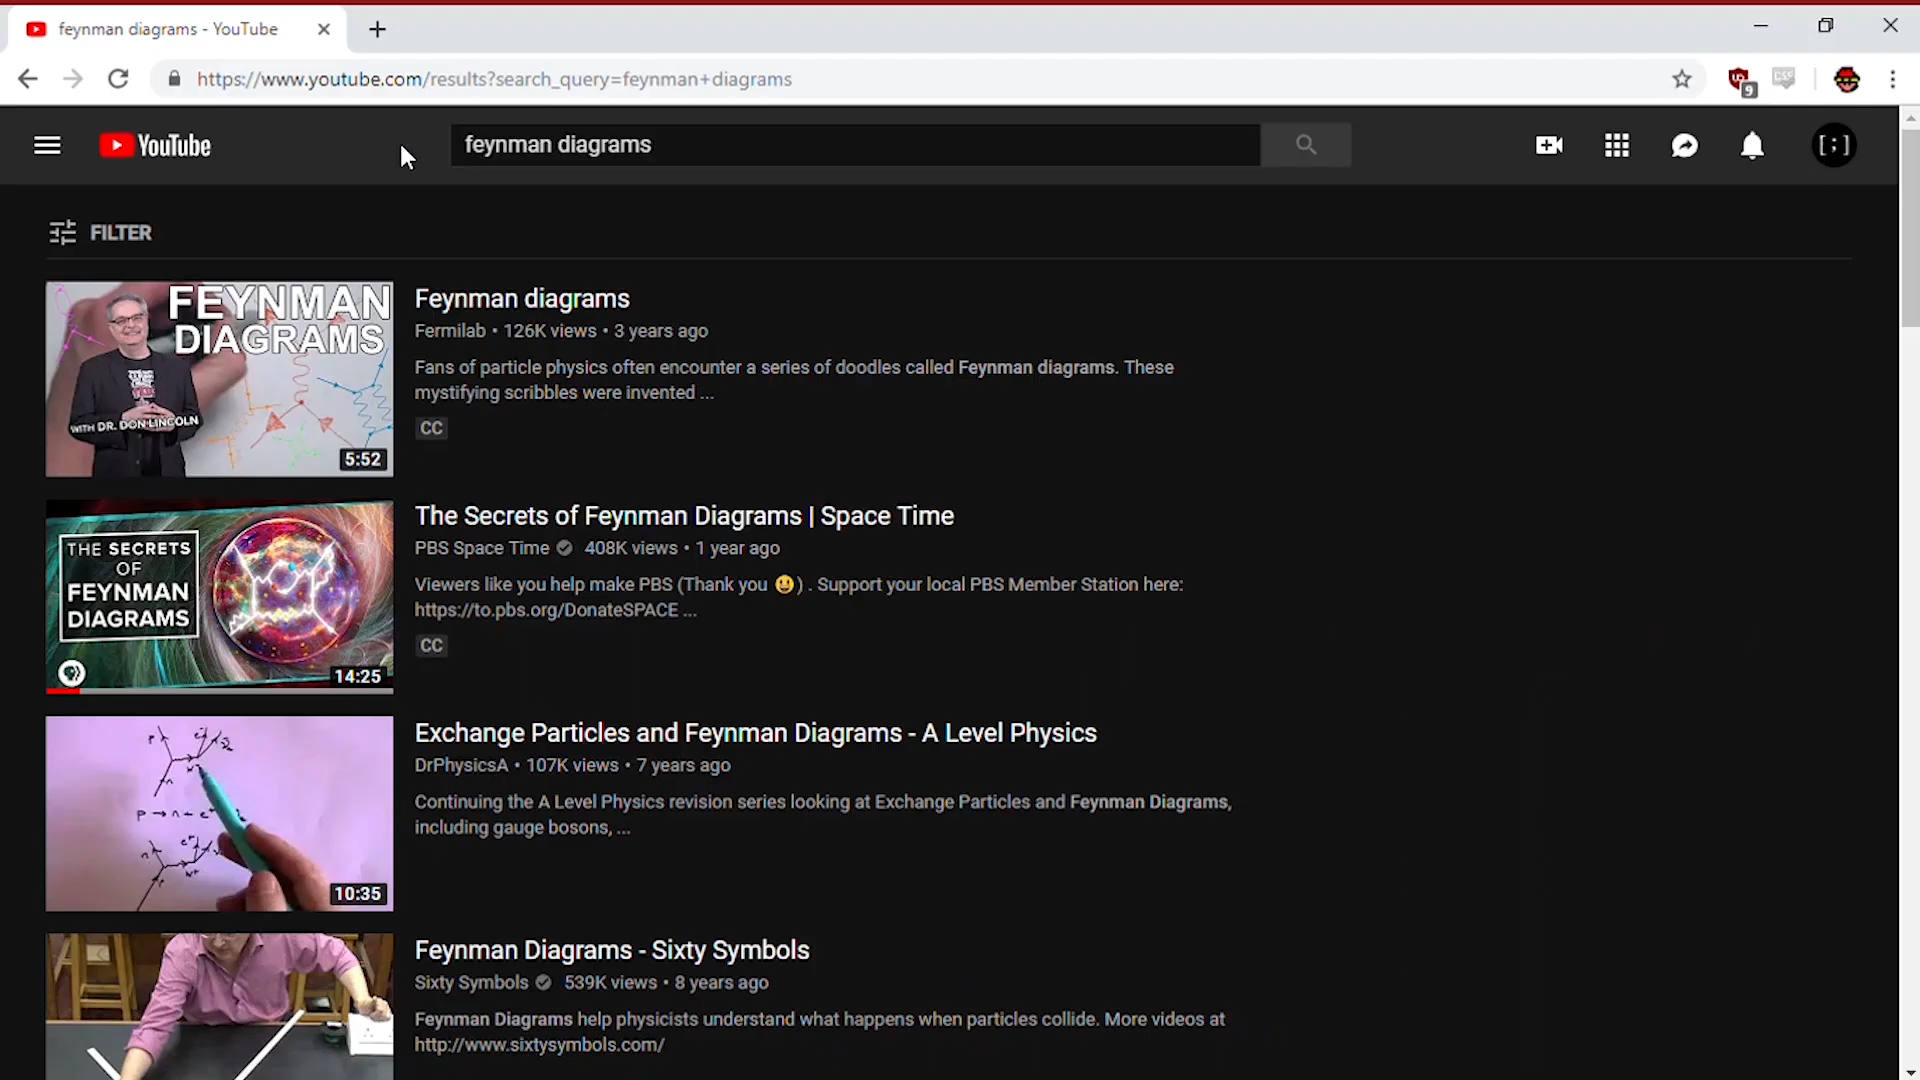 feynman diagrams - YouTube
https://www.youtube.com/results?search_query=feynman+diagrams
9
YouTube
feynman diagrams
[ ; ]
FILTER
FEYNMAN
DIAGRAMS
WITH DR. DON LINCOLN
5:52
Feynman diagrams
Fermilab • 126K views • 3 years ago
Fans of particle physics often encounter a series of doodles called Feynman diagrams. These
mystifying scribbles were invented ...
CC
THE SECRETS
OF
FEYNMAN
DIAGRAMS
14:25
The Secrets of Feynman Diagrams | Space Time
PBS Space Time 408K views • 1 year ago
Viewers like you help make PBS (Thank you 😃) . Support your local PBS Member Station here:
https://to.pbs.org/DonateSPACE ...
CC
10:35
Exchange Particles and Feynman Diagrams - A Level Physics
DrPhysicsA • 107K views • 7 years ago
Continuing the A Level Physics revision series looking at Exchange Particles and Feynman Diagrams,
including gauge bosons, ...
Feynman Diagrams - Sixty Symbols
Sixty Symbols 539K views • 8 years ago
Feynman Diagrams help physicists understand what happens when particles collide. More videos at
http://www.sixtysymbols.com/